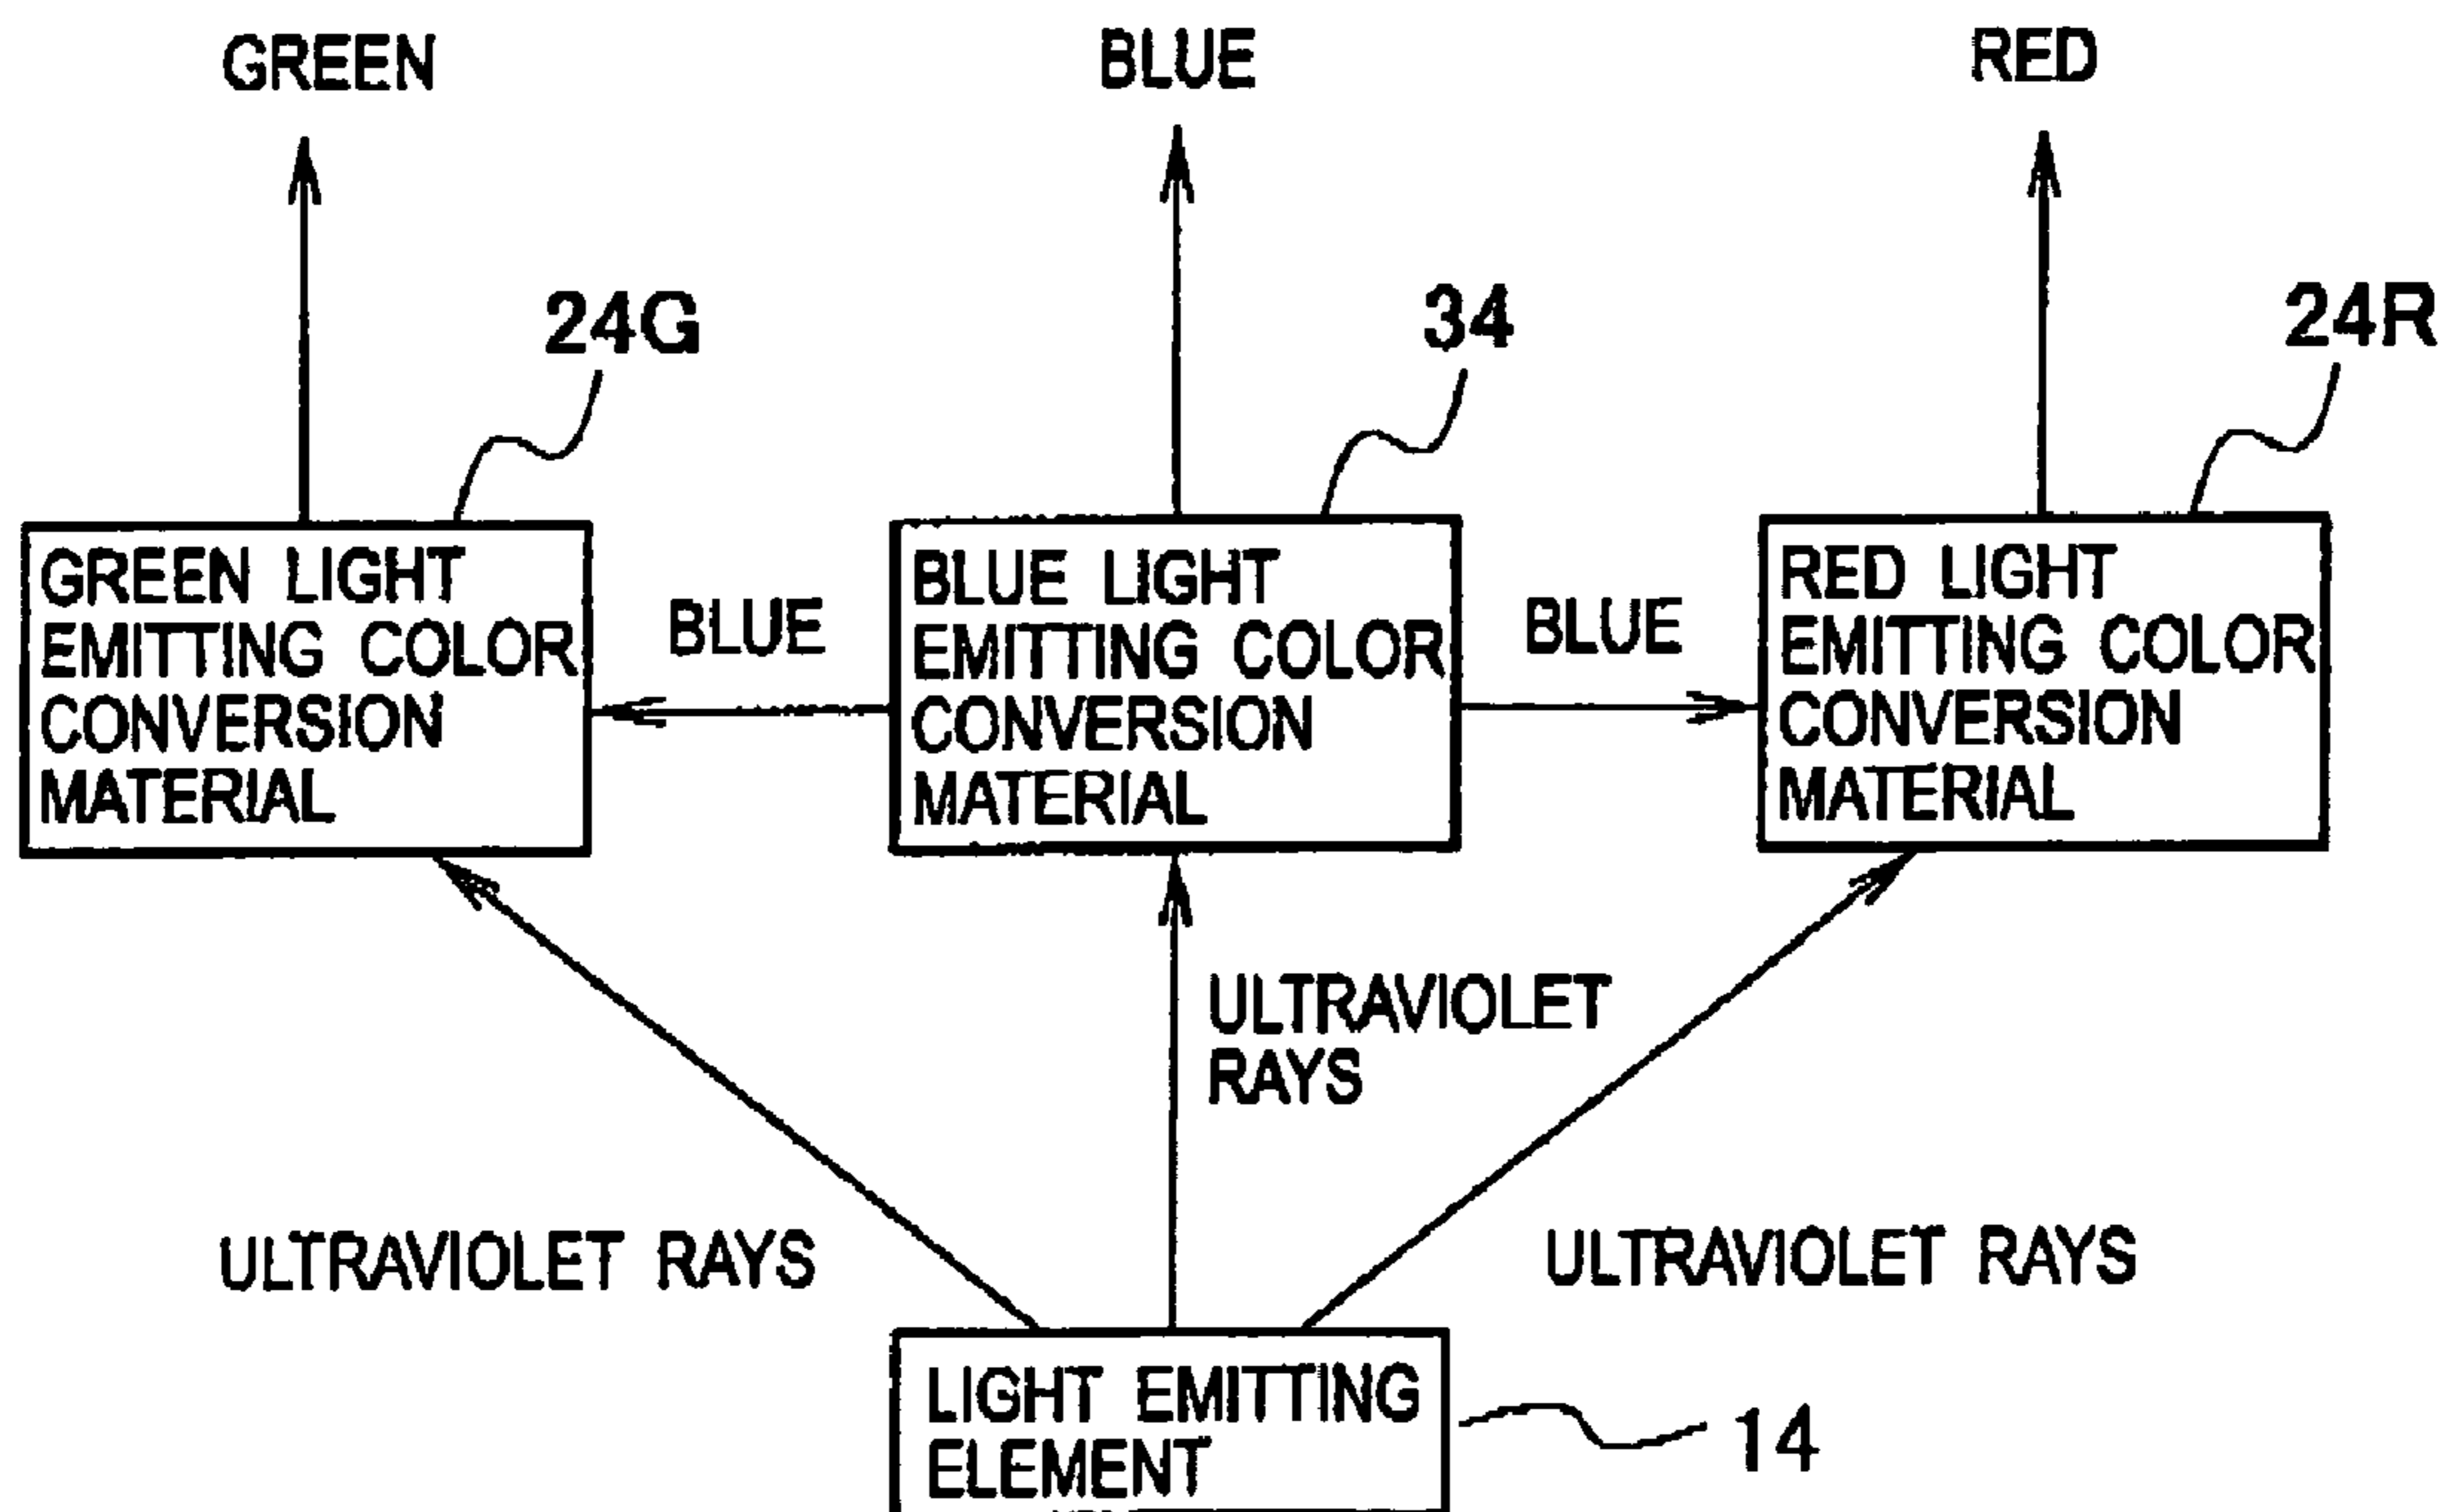 GREEN
BLUE
RED
24G
34
24R
GREEN LIGHT
EMITTING COLOR
CONVERSION
MATERIAL
BLUE
BLUE LIGHT
EMITTING COLOR
CONVERSION
MATERIAL
BLUE
RED LIGHT
EMITTING COLOR
CONVERSION
MATERIAL
ULTRAVIOLET
RAYS
ULTRAVIOLET RAYS
ULTRAVIOLET RAYS
LIGHT EMITTING
ELEMENT
14